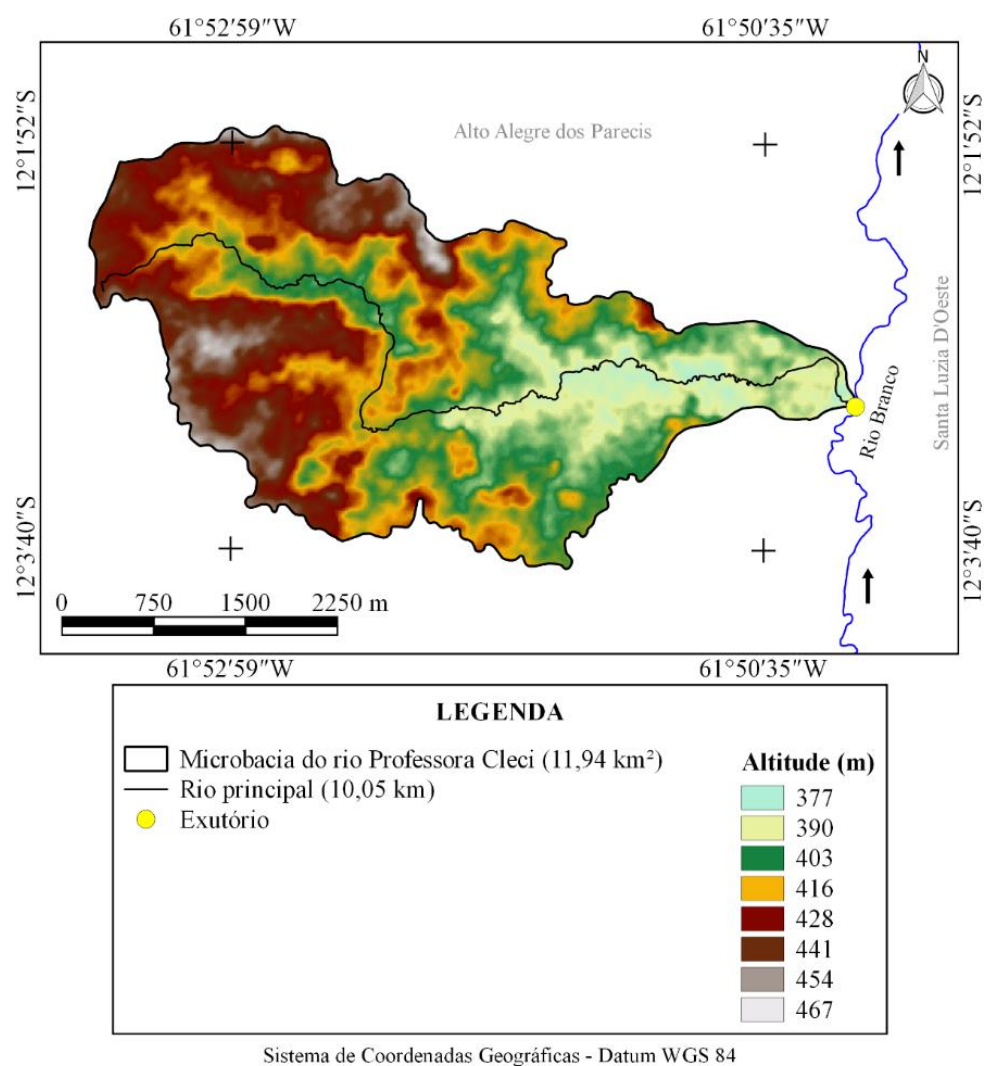 61°52'59"W 61°50'35"W
N
Alto Alegre dos Parecis
12°1'52"S
12°1'52"S
Santa Luzia D'Oeste
Rio Branco
12°3'40"S
12°3'40"S
0 750 1500 2250 m
61°52'59"W 61°50'35"W
LEGENDA
Microbacia do rio Professora Cleci (11,94 km²)
Rio principal (10,05 km)
Exutório
Altitude (m)
377
390
403
416
428
441
454
467
Sistema de Coordenadas Geográficas - Datum WGS 84